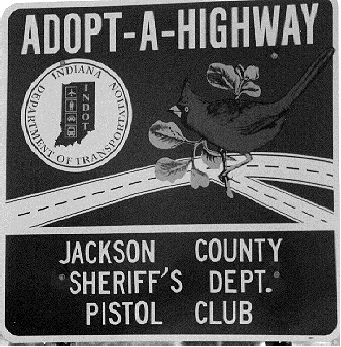 ADOPT-A-HIGHWAY
INDIANA
DEPARTMENT OF TRANSPORTATION
INDOT
JACKSON COUNTY
SHERIFF'S DEPT.
PISTOL CLUB